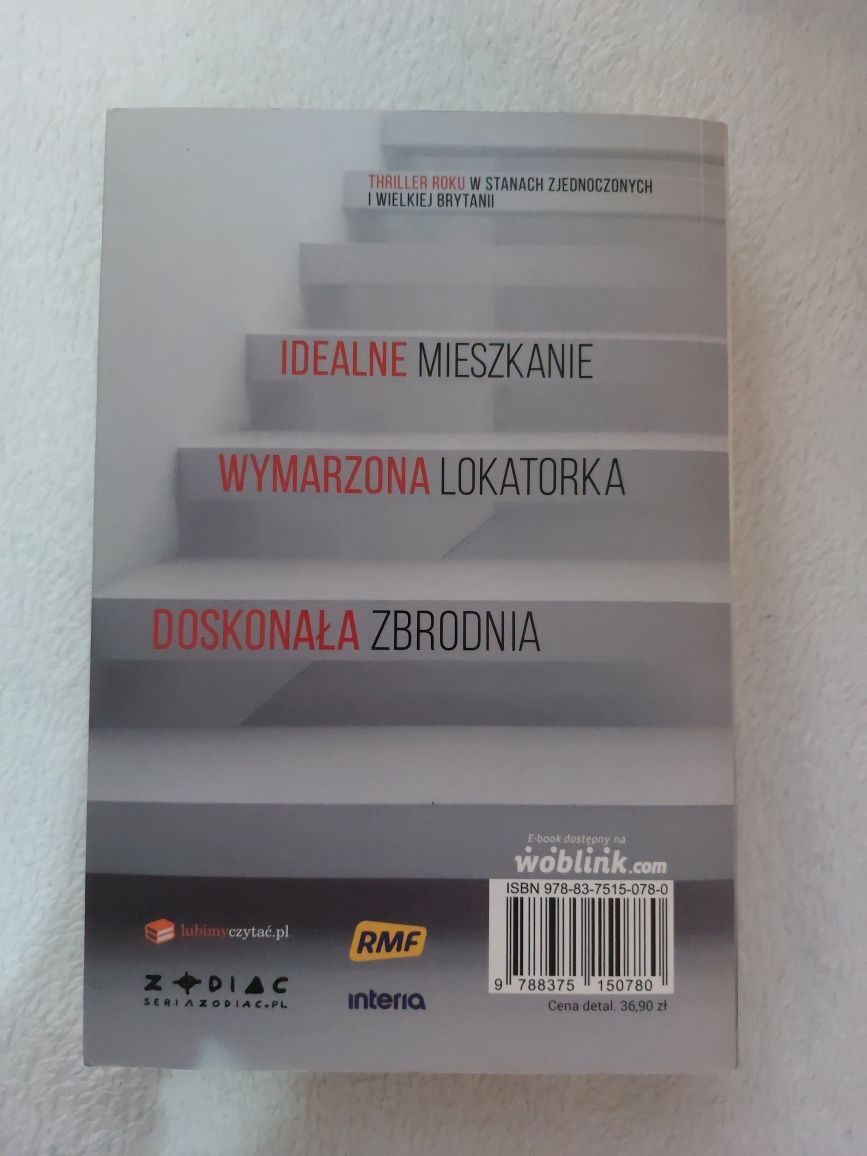 THRILLER ROKU W STANACH ZJEDNOCZONYCH
I WIELKIEJ BRYTANII
IDEALNE MIESZKANIE
WYMARZONA LOKATORKA
DOSKONAŁA ZBRODNIA
E-book dostępny na
woblink.com
ISBN 978-83-7515-078-0
9 788375 150780
Cena detal. 36,90 zł
lubimyczytać.pl
RMF
ZODIAC
SERIAZODIAC.PL
interia